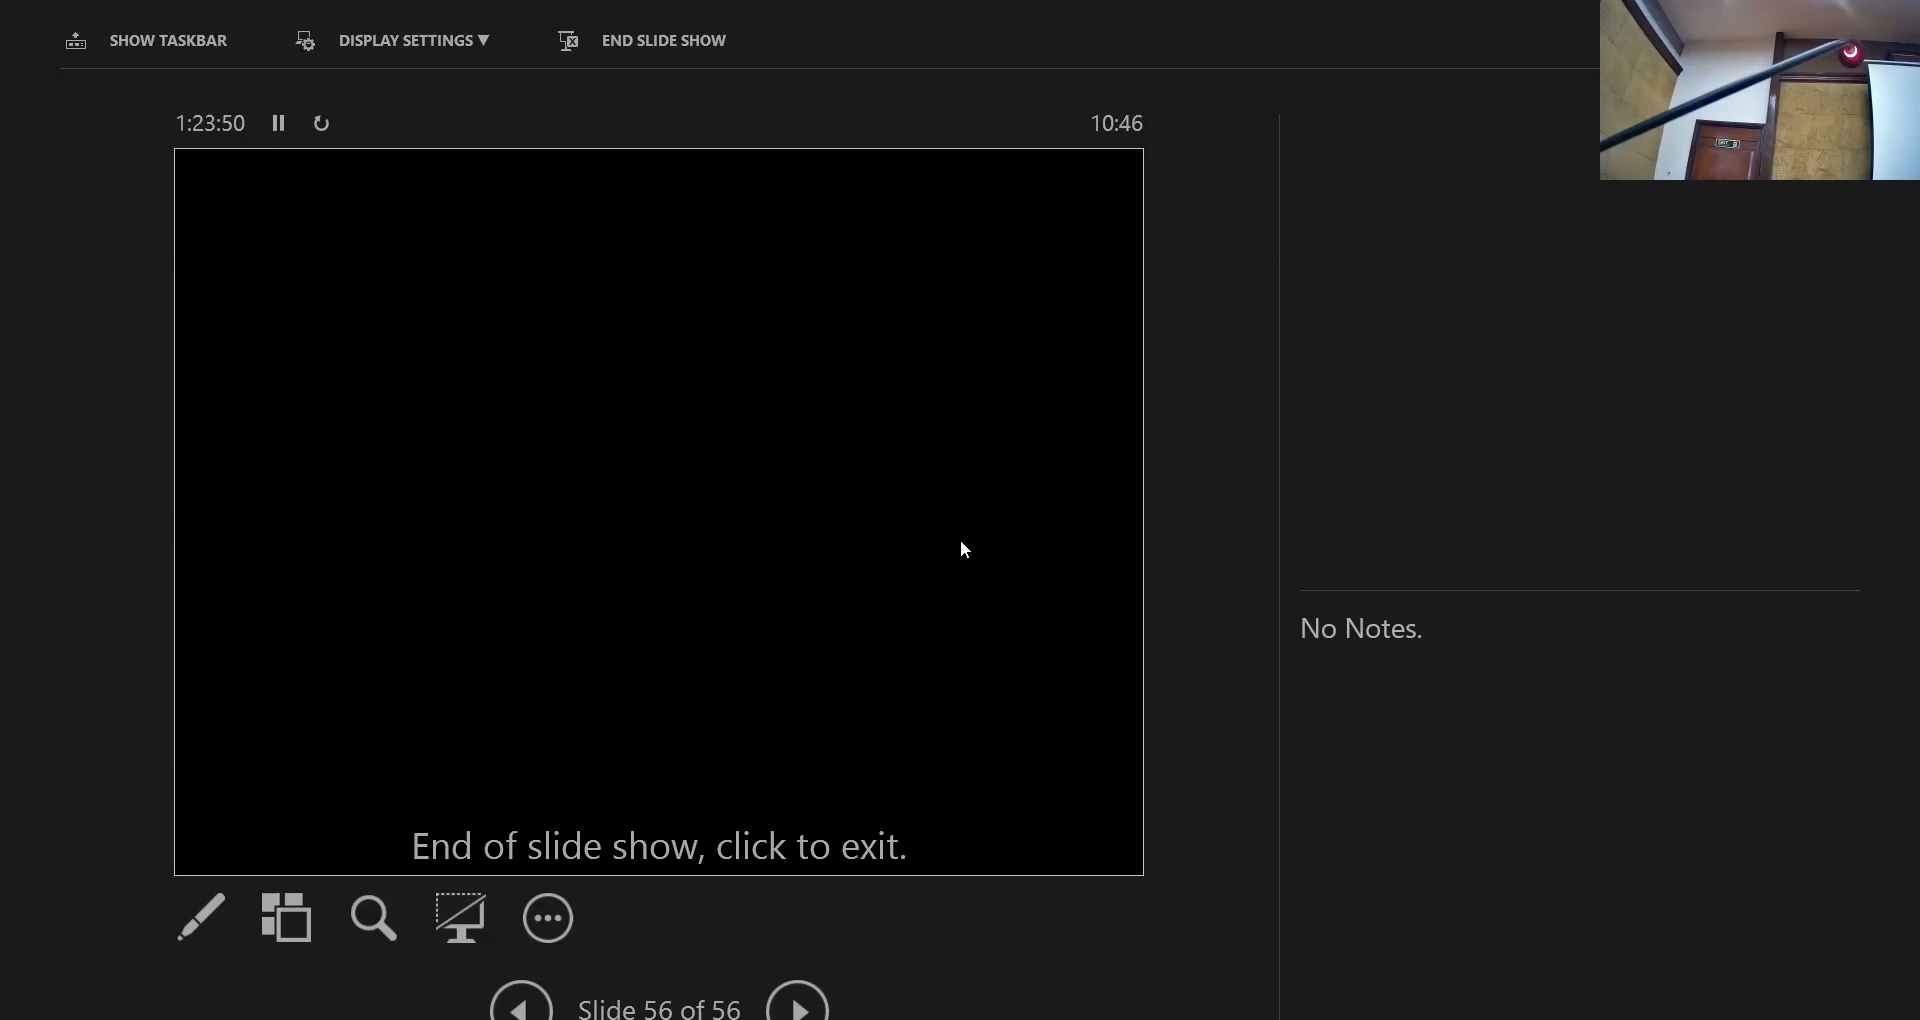 SHOW TASKBAR
DISPLAY SETTINGS ▼
END SLIDE SHOW
1:23:50
10:46
End of slide show, click to exit.
No Notes.
Slide 56 of 56
EXIT